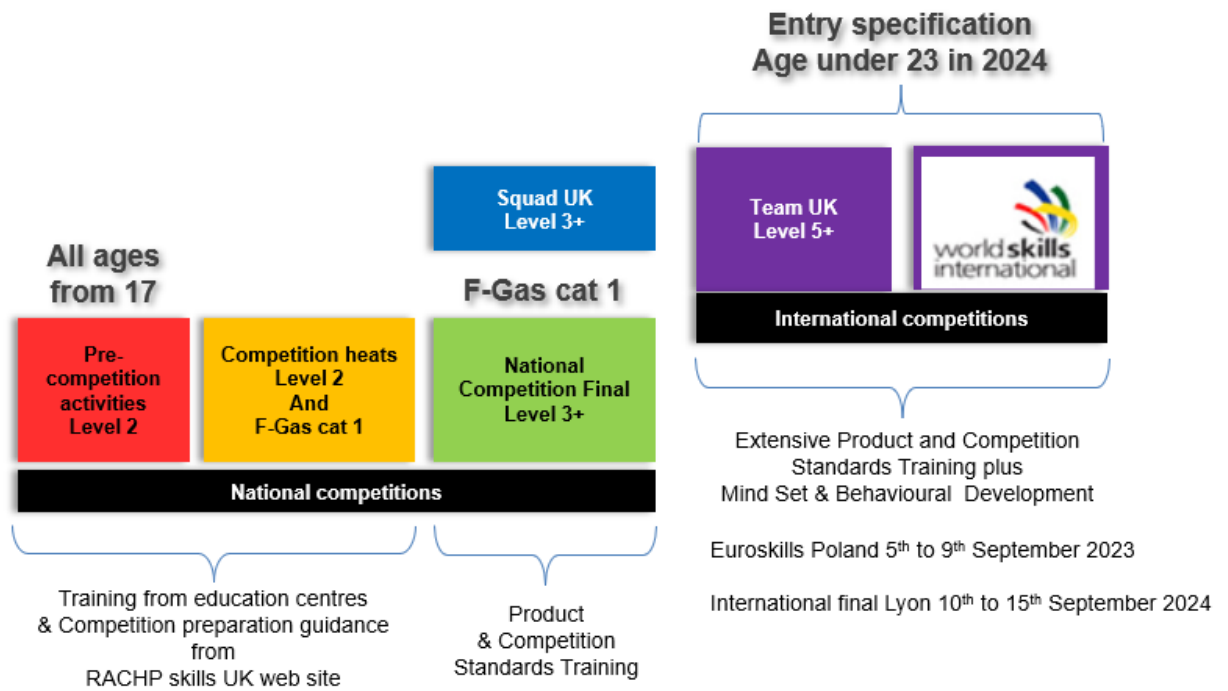 Entry specification
Age under 23 in 2024
Squad UK
Level 3+
Team UK
Level 5+
worldskills
international
All ages
from 17
F-Gas cat 1
International competitions
Pre-
competition
activities
Level 2
Competition heats
Level 2
And
F-Gas cat 1
National
Competition Final
Level 3+
National competitions
Extensive Product and Competition
Standards Training plus
Mind Set & Behavioural Development
Euroskills Poland 5th to 9th September 2023
International final Lyon 10th to 15th September 2024
Training from education centres
& Competition preparation guidance
from
RACHP skills UK web site
Product
& Competition
Standards Training